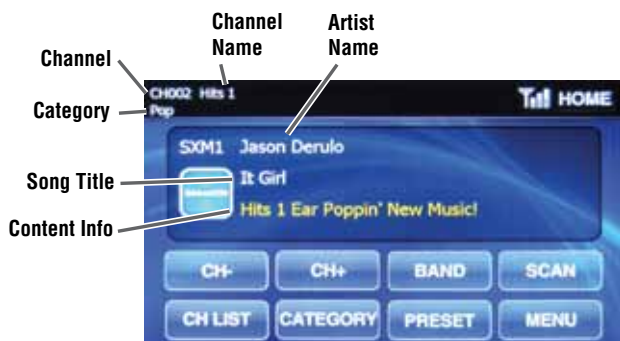 Channel
Name
Artist
Name
Channel
Category
Song Title
Content Info
CH002 Hits 1
Pop
HOME
SXM1 Jason Derulo
It Girl
Hits 1 Ear Poppin' New Music!
CH- CH+ BAND SCAN
CH LIST CATEGORY PRESET MENU